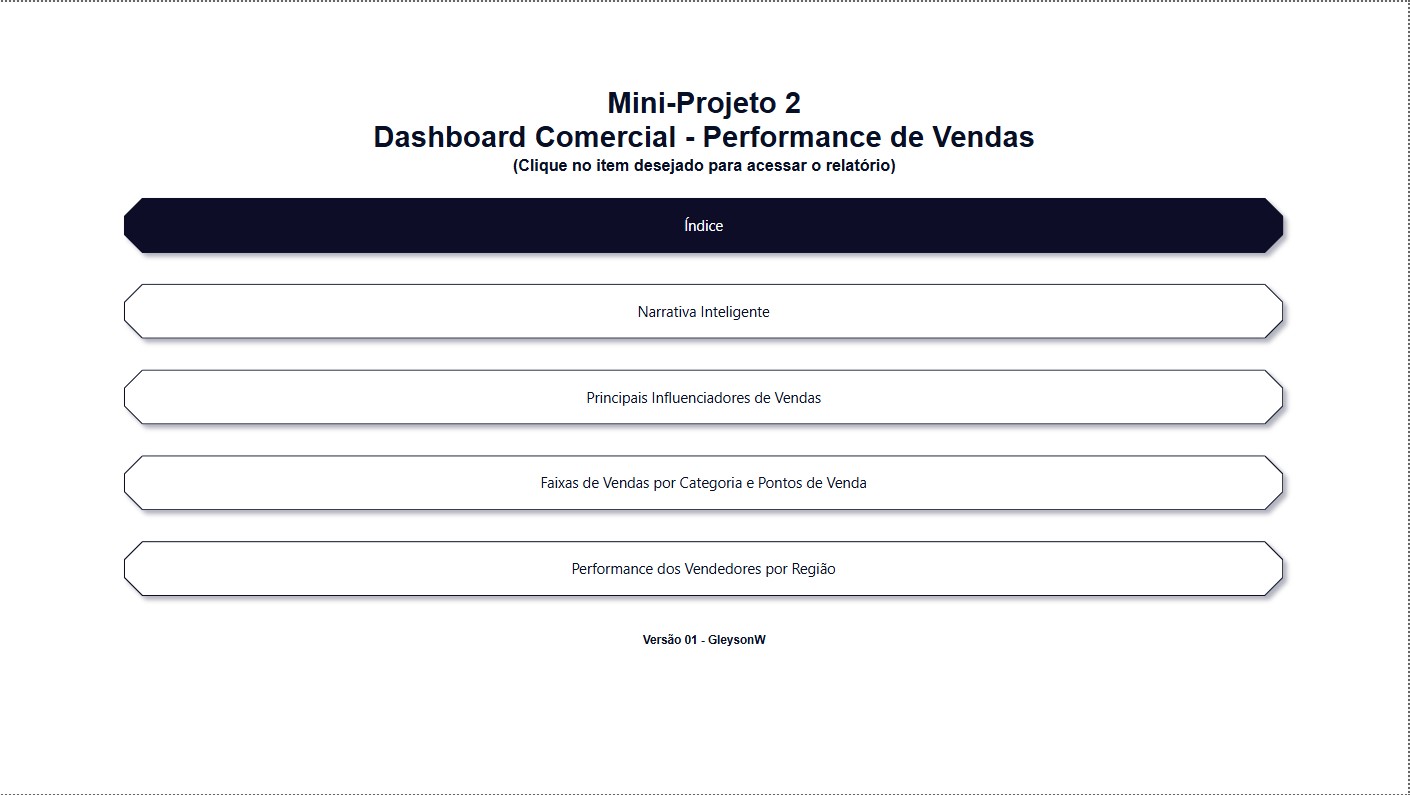 Mini-Projeto 2
Dashboard Comercial - Performance de Vendas
(Clique no item desejado para acessar o relatório)
Índice
Narrativa Inteligente
Principais Influenciadores de Vendas
Faixas de Vendas por Categoria e Pontos de Venda
Performance dos Vendedores por Região
Versão 01 - GleysonW